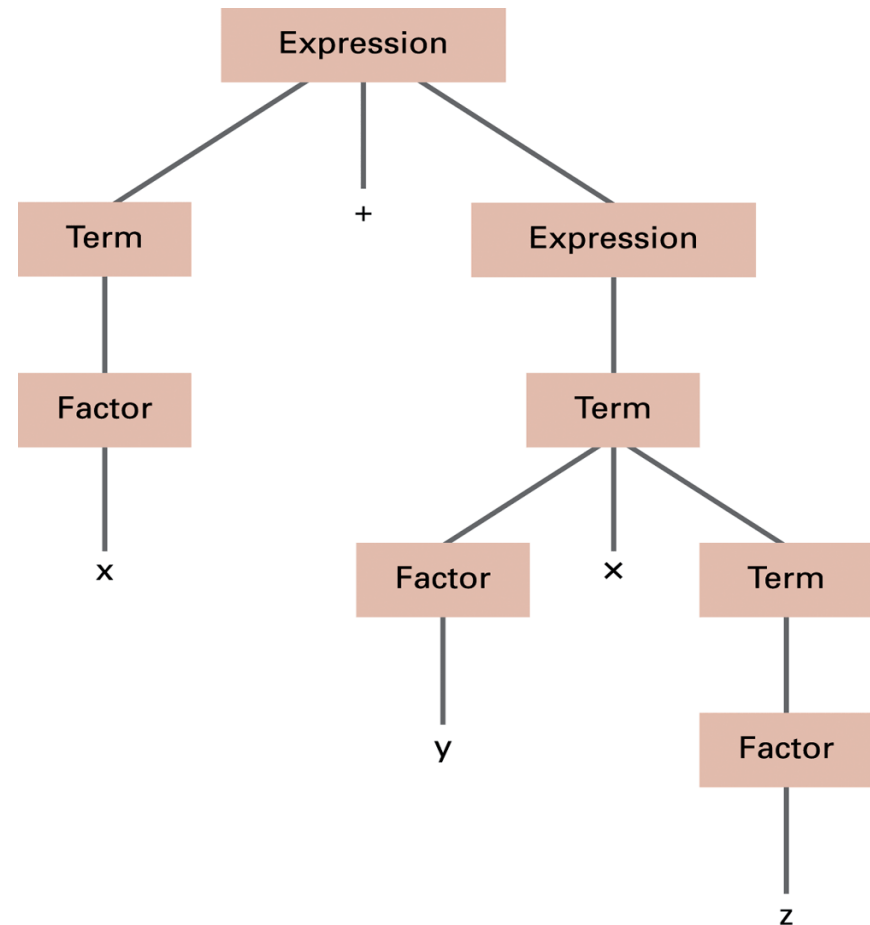 Expression
Term
+
Expression
Factor
Term
x
Factor
×
Term
y
Factor
z